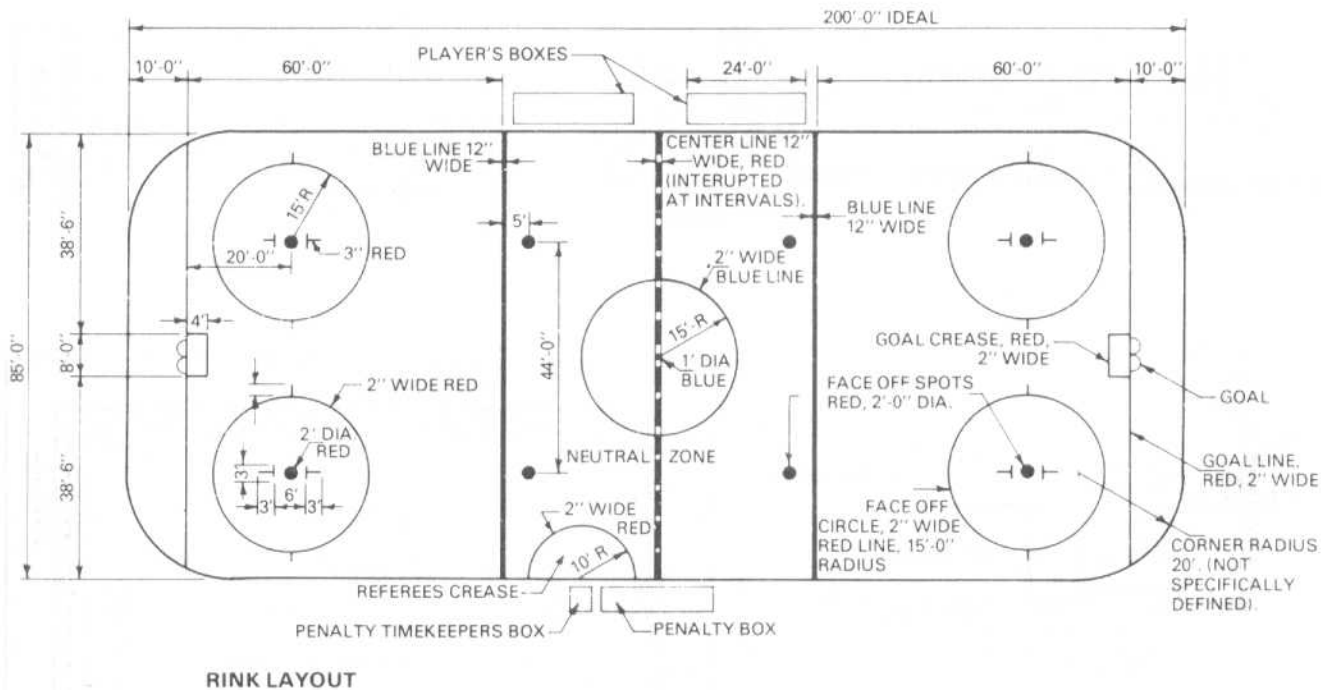 200'-0" IDEAL
PLAYER'S BOXES
10'-0"
60'-0"
24'-0"
60'-0"
10'-0"
BLUE LINE 12"
WIDE
CENTER LINE 12"
WIDE, RED
(INTERUPTED
AT INTERVALS).
BLUE LINE
12" WIDE
15'R
5'
38'-6"
20'-0"
3" RED
2" WIDE
BLUE LINE
4'
15'-R
85'-0"
8'-0"
44'-0"
1' DIA
BLUE
GOAL CREASE, RED,
2" WIDE
2" WIDE RED
FACE OFF SPOTS
RED, 2'-0" DIA.
GOAL
2' DIA.
RED
NEUTRAL ZONE
GOAL LINE,
RED, 2" WIDE
38'6"
3'
6'
3'
3'
2" WIDE
RED
FACE OFF
CIRCLE, 2" WIDE
RED LINE, 15'-0"
RADIUS
10' R
CORNER RADIUS
20'. (NOT
SPECIFICALLY
DEFINED).
REFEREES CREASE
PENALTY TIMEKEEPERS BOX
PENALTY BOX
RINK LAYOUT